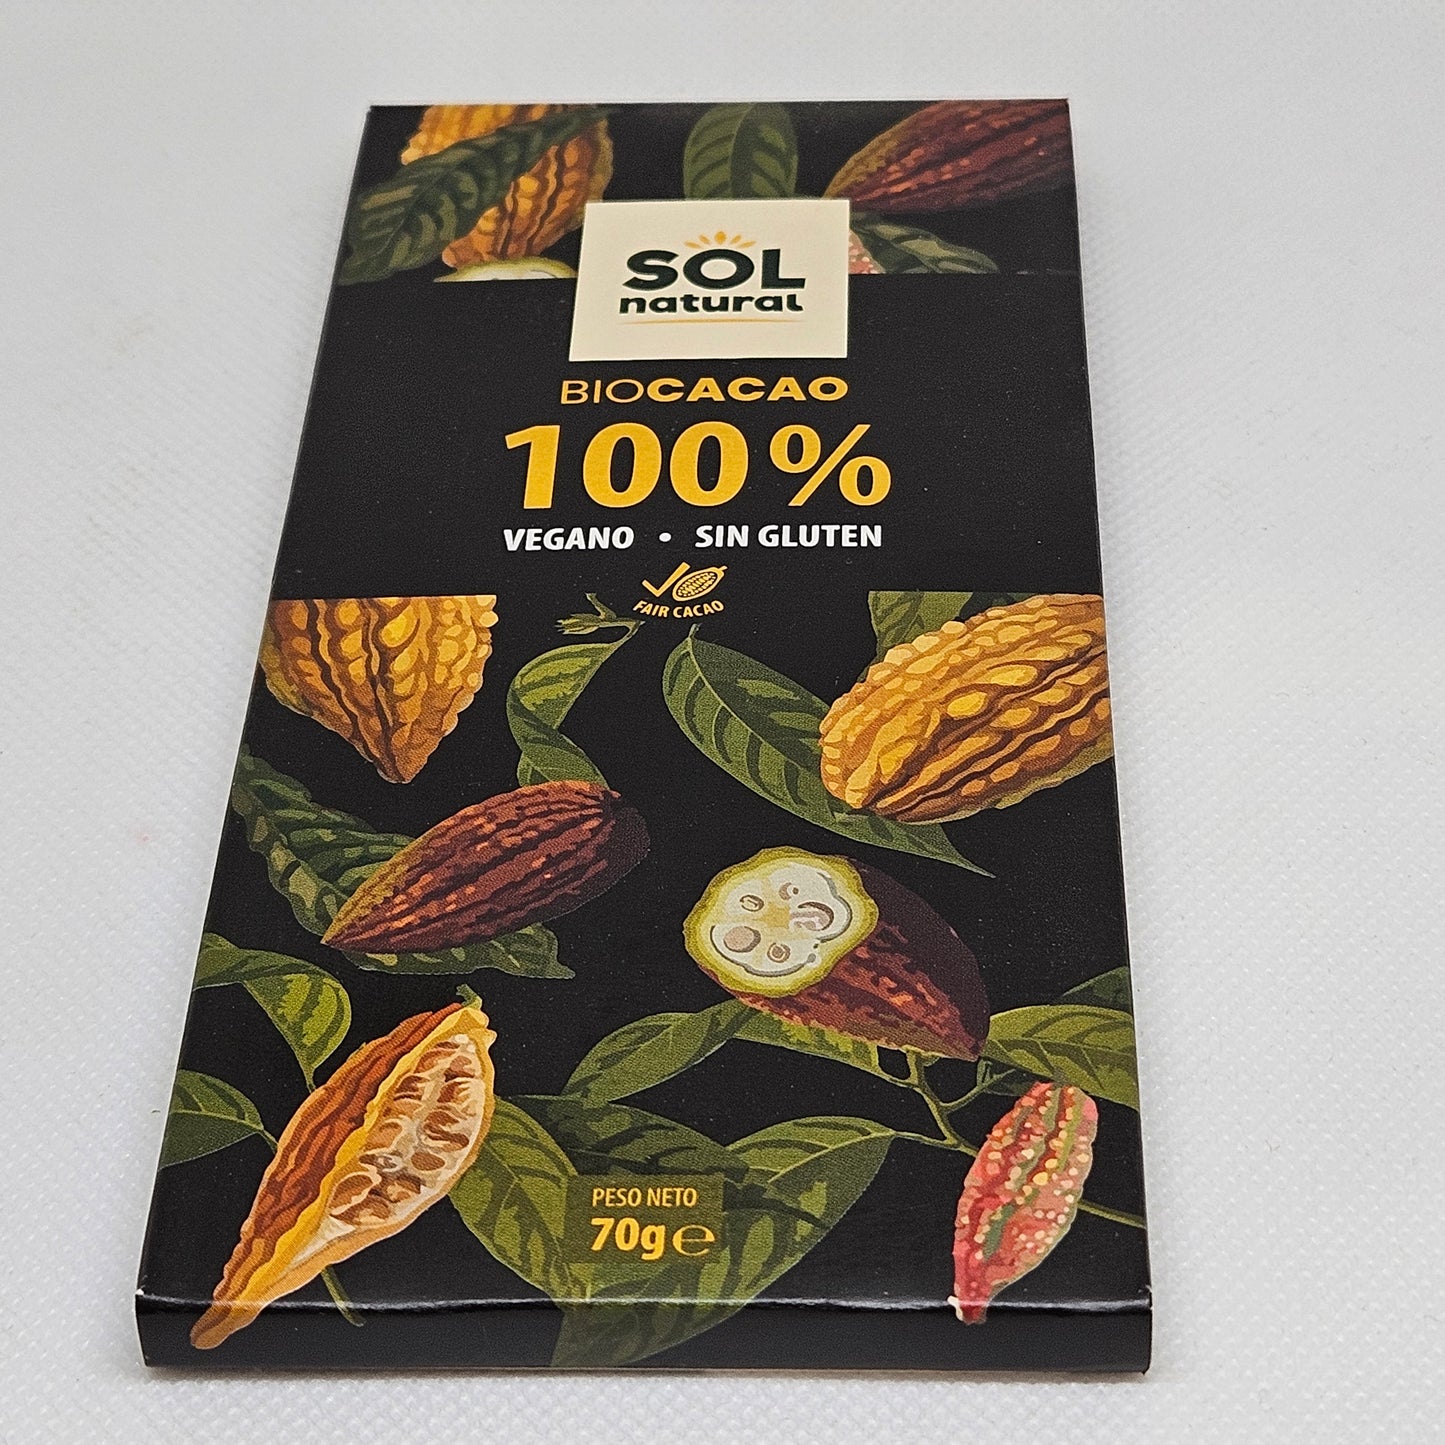 SOL
natural
BIOCACAO
100%
VEGANO • SIN GLUTEN
FAIR CACAO
PESO NETO
70g ℮